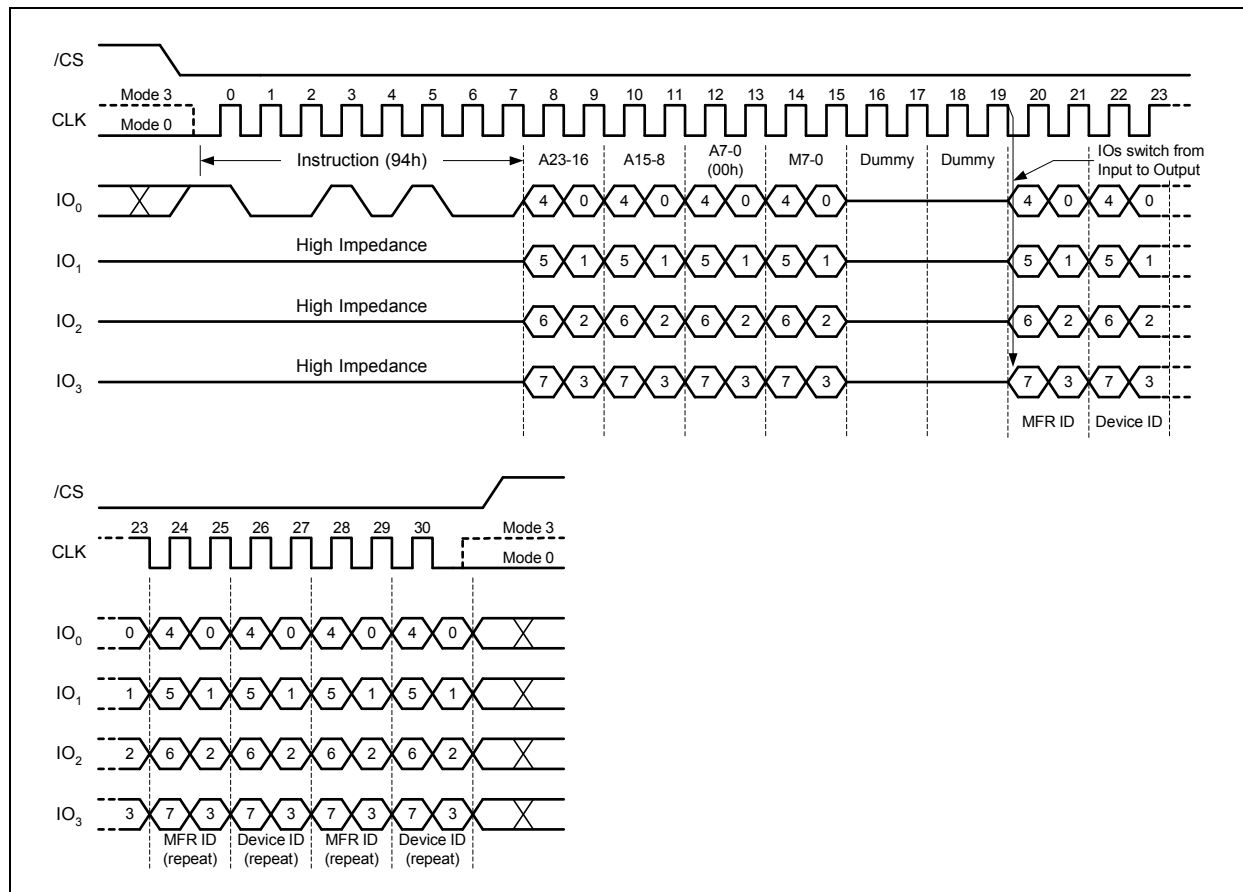 /CS
Mode 3 0 1 2 3 4 5 6 7 8 9 10 11 12 13 14 15 16 17 18 19 20 21 22 23
CLK
Mode 0
Instruction (94h) A23-16 A15-8 A7-0 (00h) M7-0 Dummy Dummy IOs switch from Input to Output
IO0 4 0 4 0 4 0 4 0 4 0 4 0
High Impedance
IO1 5 1 5 1 5 1 5 1 5 1 5 1
High Impedance
IO2 6 2 6 2 6 2 6 2 6 2 6 2
High Impedance
IO3 7 3 7 3 7 3 7 3 7 3 7 3
MFR ID Device ID
/CS
23 24 25 26 27 28 29 30 Mode 3
CLK
Mode 0
IO0 0 4 0 4 0 4 0 4 0
IO1 1 5 1 5 1 5 1 5 1
IO2 2 6 2 6 2 6 2 6 2
IO3 3 7 3 7 3 7 3 7 3
MFR ID Device ID MFR ID Device ID
(repeat) (repeat) (repeat) (repeat)